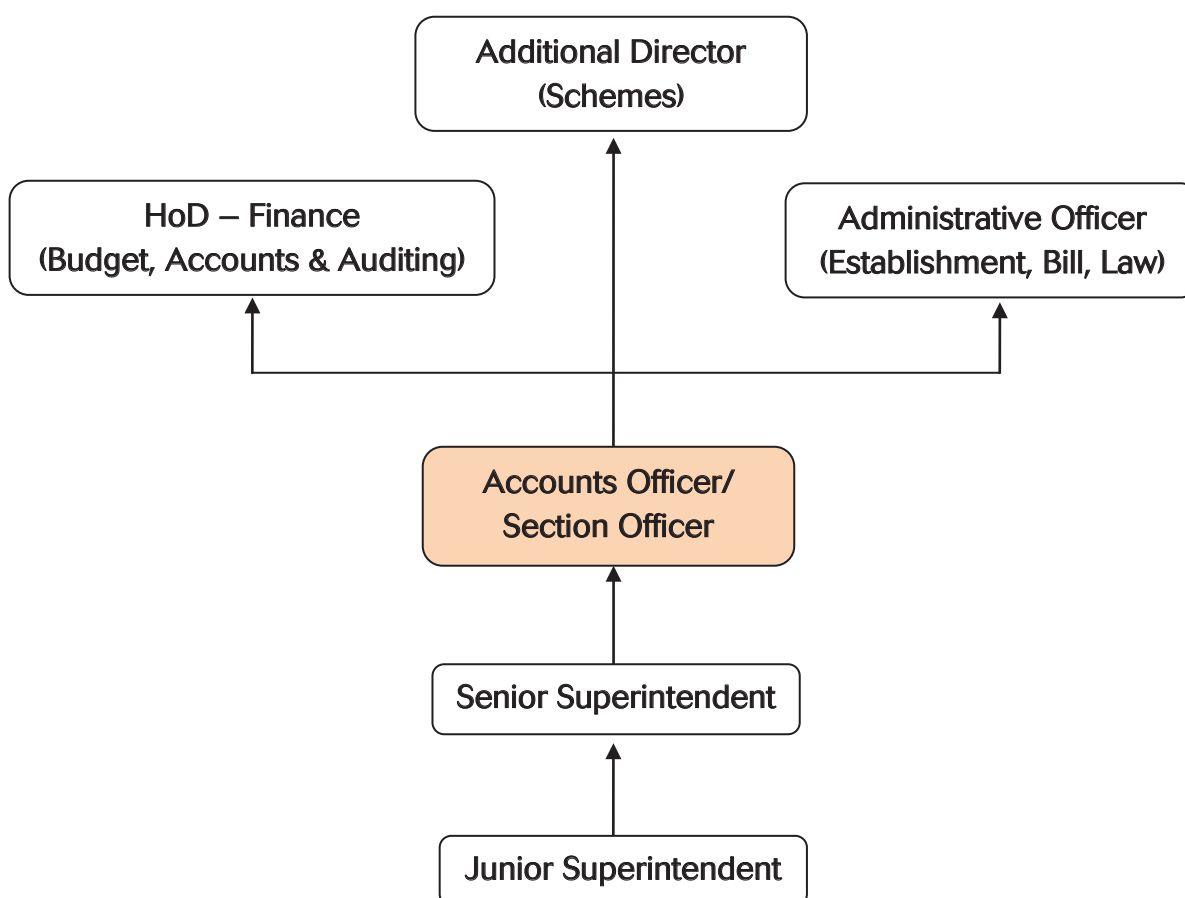 Additional Director
(Schemes)
HoD – Finance
(Budget, Accounts & Auditing)
Administrative Officer
(Establishment, Bill, Law)
Accounts Officer/
Section Officer
Senior Superintendent
Junior Superintendent